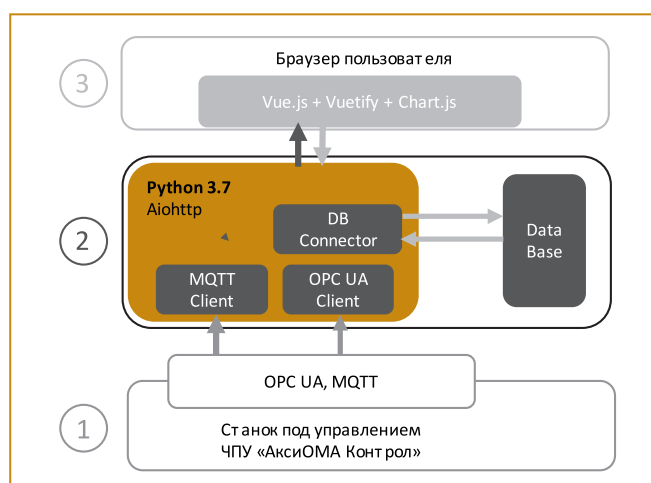 3
Браузер пользователя
Vue.js + Vuetify + Chart.js
2
Python 3.7
Aiohttp
DB
Connector
Data
Base
MQTT
Client
OPC UA
Client
1
OPC UA, MQTT
Станок под управлением
ЧПУ «АксиОМА Контрол»